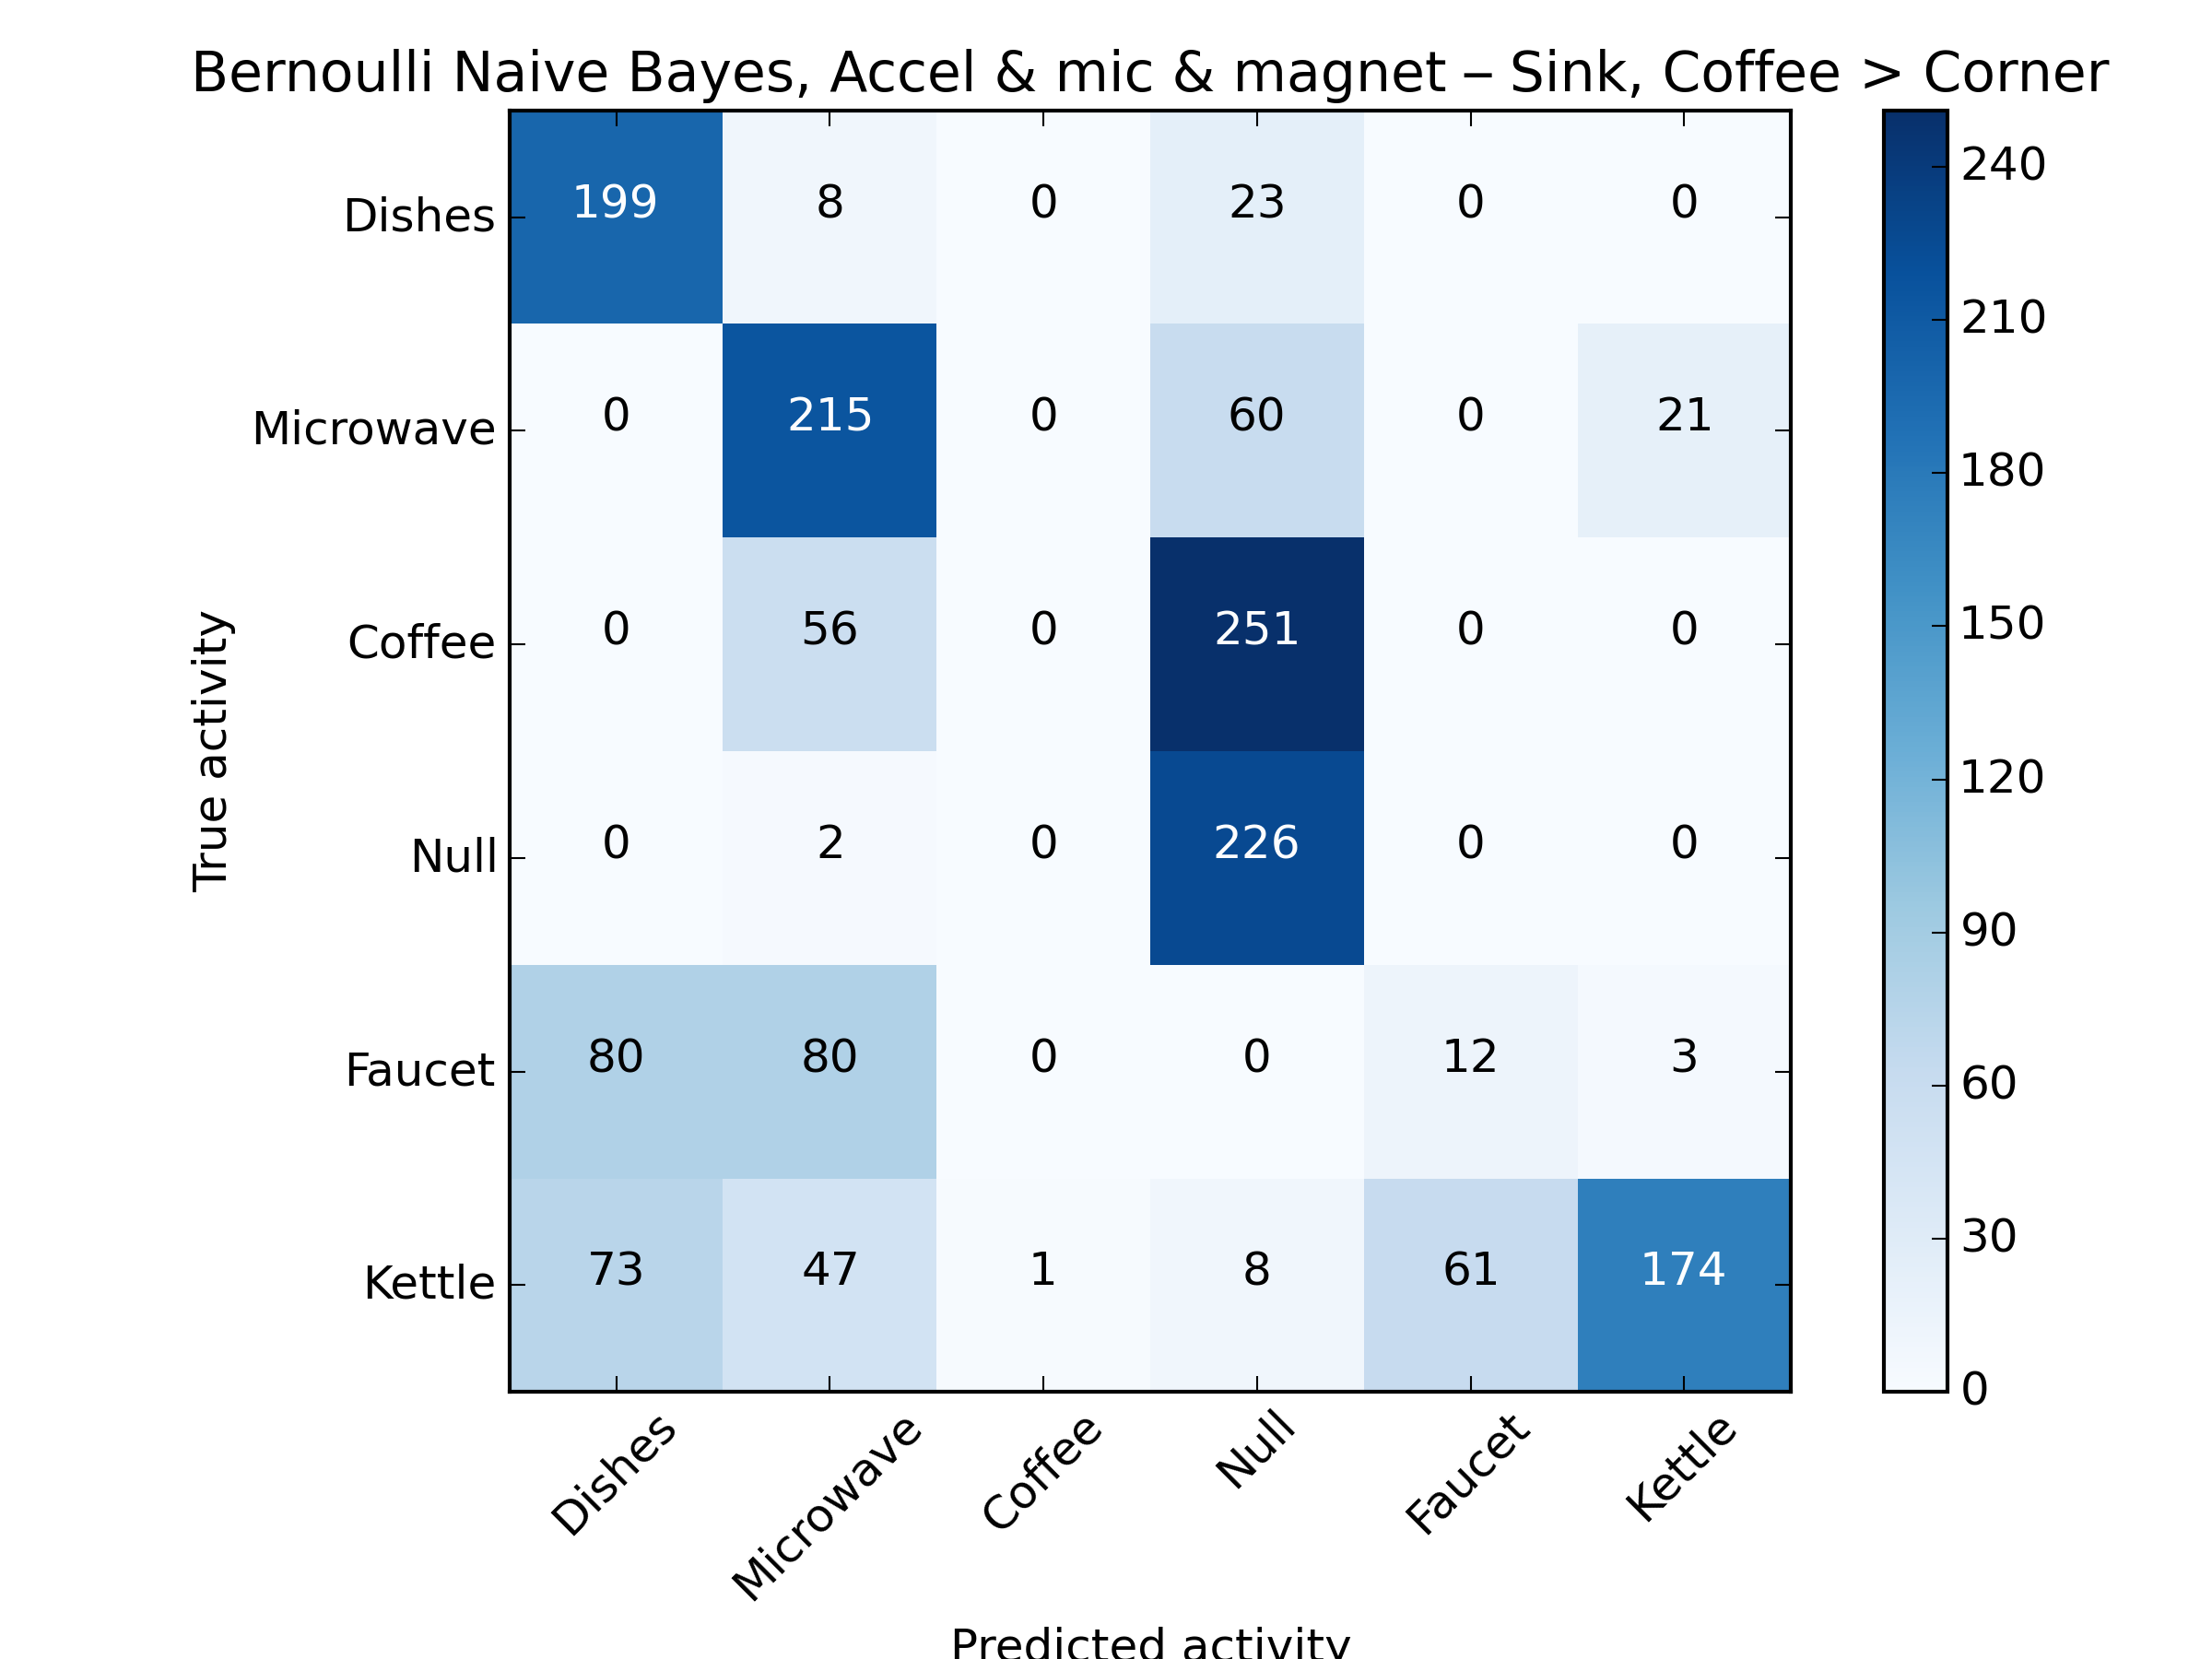 Bernoulli Naive Bayes, Accel & mic & magnet – Sink, Coffee > Corner
Dishes 199 8 0 23 0 0
Microwave 0 215 0 60 0 21
Coffee 0 56 0 251 0 0
Null 0 2 0 226 0 0
Faucet 80 80 0 0 12 3
Kettle 73 47 1 8 61 174
True activity
Dishes Microwave Coffee Null Faucet Kettle
Predicted activity
240
210
180
150
120
90
60
30
0